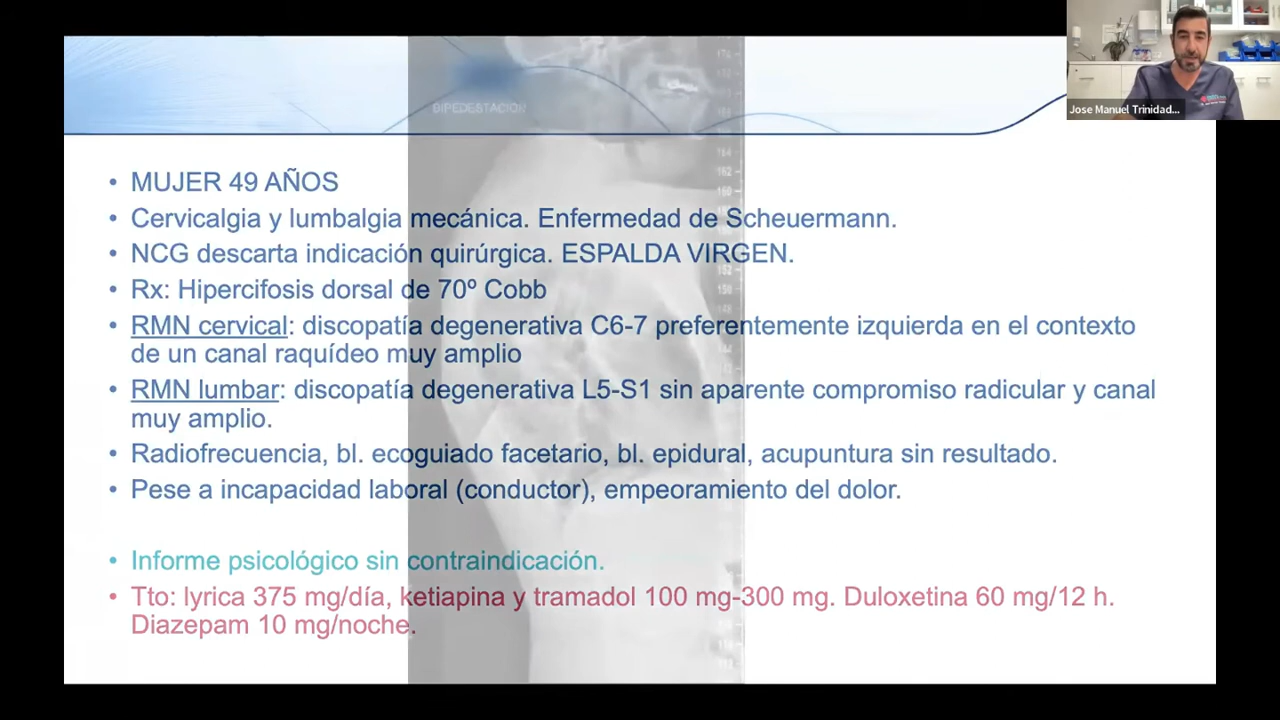 Jose Manuel Trinidad...
BIPEDESTACION
• MUJER 49 AÑOS
• Cervicalgia y lumbalgia mecánica. Enfermedad de Scheuermann.
• NCG descarta indicación quirúrgica. ESPALDA VIRGEN.
• Rx: Hipercifosis dorsal de 70º Cobb
• RMN cervical: discopatía degenerativa C6-7 preferentemente izquierda en el contexto
de un canal raquídeo muy amplio
• RMN lumbar: discopatía degenerativa L5-S1 sin aparente compromiso radicular y canal
muy amplio.
• Radiofrecuencia, bl. ecoguiado facetario, bl. epidural, acupuntura sin resultado.
• Pese a incapacidad laboral (conductor), empeoramiento del dolor.
• Informe psicológico sin contraindicación.
• Tto: lyrica 375 mg/día, ketiapina y tramadol 100 mg-300 mg. Duloxetina 60 mg/12 h.
Diazepam 10 mg/noche.